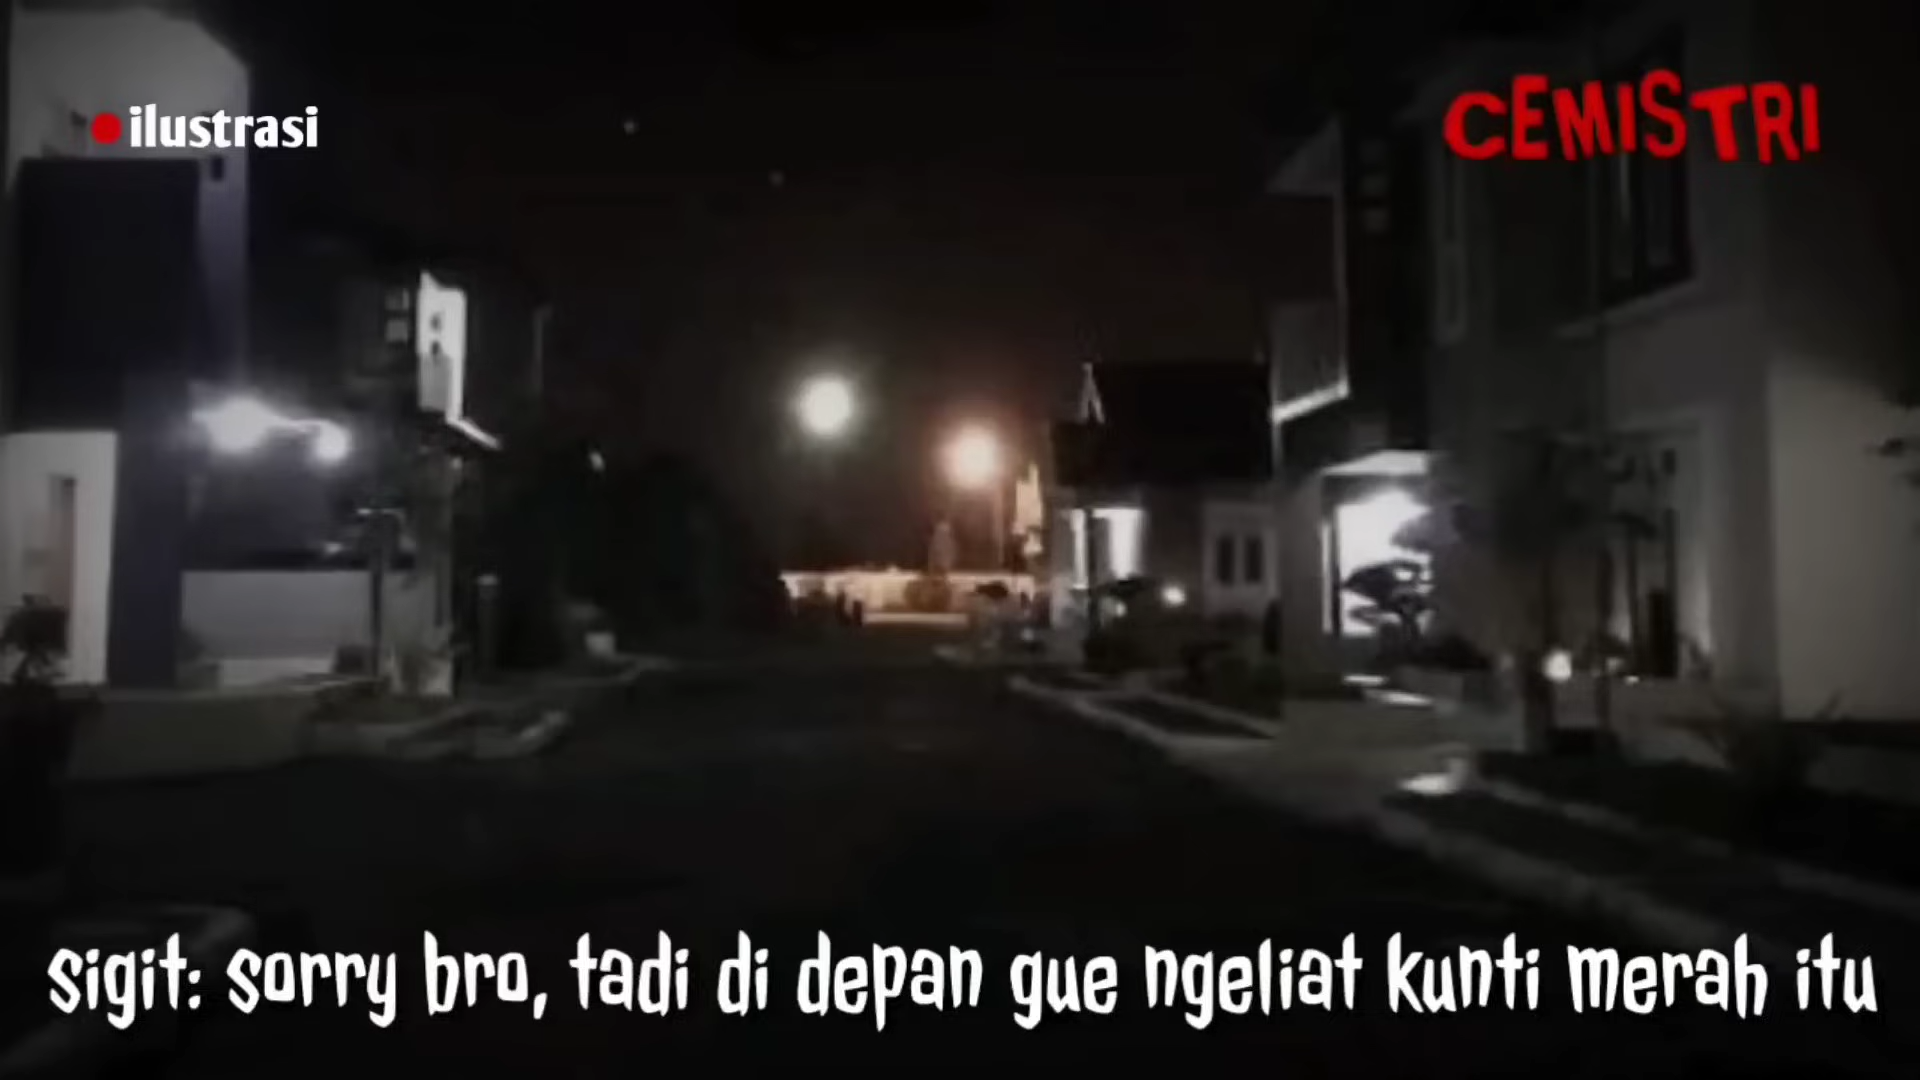 ilustrasi
CEMISTRI
sigit: sorry bro, tadi di depan gue ngeliat kunti merah itu